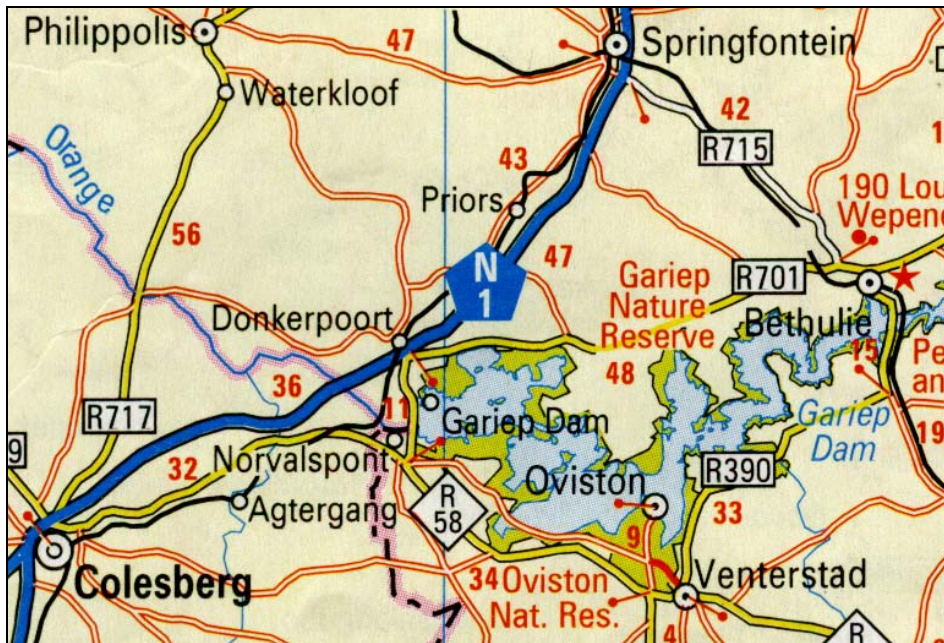 Philippolis
47
Springfontein
Waterkloof
42
R715
Orange
43
190 Lou
Wepen
Priors
56
47
N
1
Gariep
Nature
Reserve
R701
Donkerpoort
Bethulie
36
48
15
Pe
an
R717
11
Gariep Dam
Gariep
Dam
9
Norvalspont
19
32
R390
Oviston
Agtergang
R
58
33
9
Colesberg
34
Oviston
Nat. Res.
Venterstad
4
R